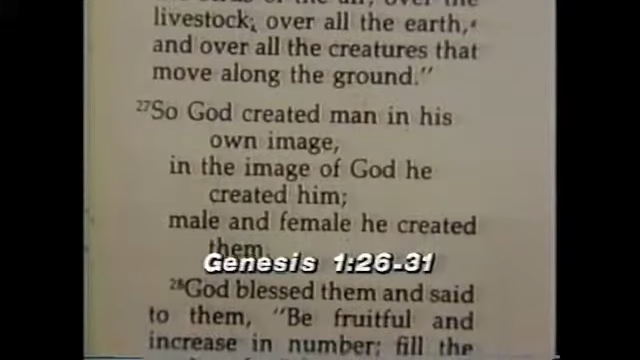 livestock, over all the earth,
and over all the creatures that
move along the ground."
27So God created man in his
own image,
in the image of God he
created him;
male and female he created
them.
Genesis 1:26-31
28God blessed them and said
to them, "Be fruitful and
increase in number; fill the